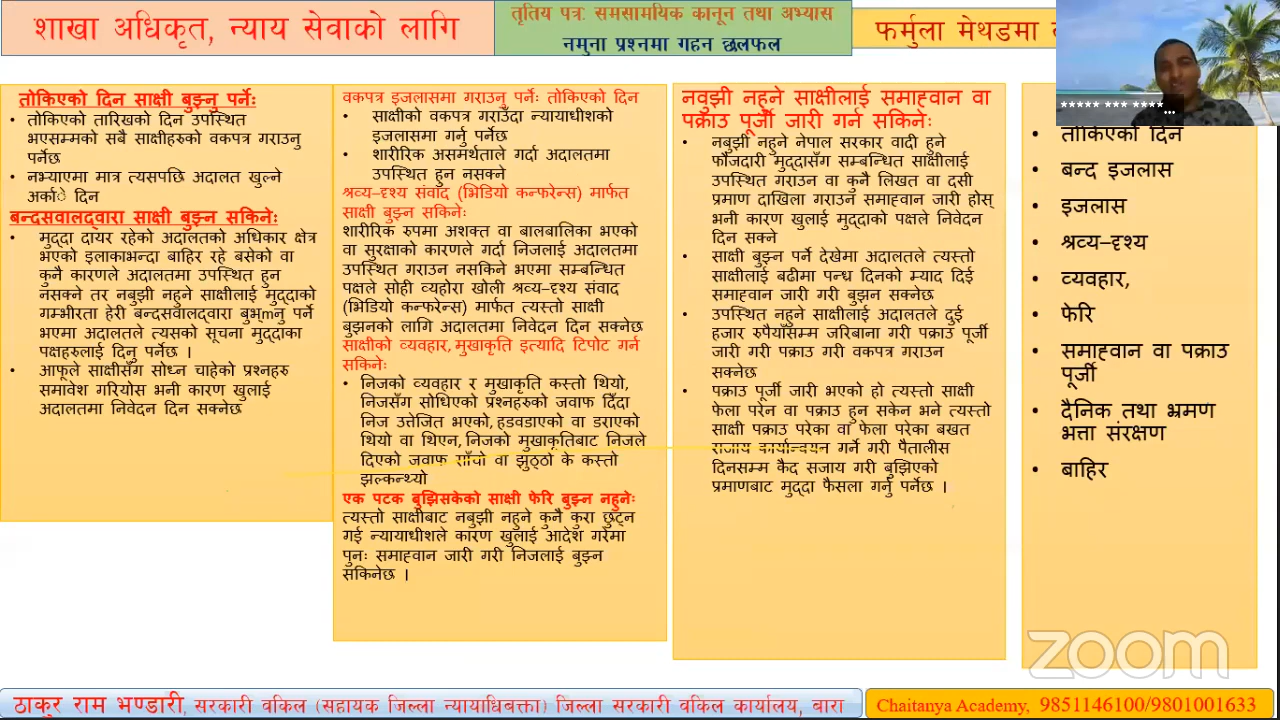 शाखा अधिकृत, न्याय सेवाको लागि
तृतिय पत्र: समसामयिक कानून तथा अभ्यास
नमुना प्रश्नमा गहन छलफल
फर्मुला मेथडमा
तोकिएको दिन साक्षी बुझ्नु पर्नेः
• तोकिएको तारिखको दिन उपस्थित
भएसम्मको सबै साक्षीहरुको वकपत्र गराउनु
पर्नेछ
• नभ्याएमा मात्र त्यसपछि अदालत खुल्ने
अर्काे दिन
बन्दसवालद्वारा साक्षी बुझ्न सकिनेः
• मुद्दा दायर रहेको अदालतको अधिकार क्षेत्र
भएको इलाकाभन्दा बाहिर रहे बसेको वा
कुनै कारणले अदालतमा उपस्थित हुन
नसक्ने तर नबुझी नहुने साक्षीलाई मुद्दाको
गम्भीरता हेरी बन्दसवालद्वारा बुभ्mनु पर्ने
भएमा अदालतले त्यसको सूचना मुद्दाका
पक्षहरुलाई दिनु पर्नेछ ।
• आफूले साक्षीसँग सोध्न चाहेको प्रश्नहरु
समावेश गरियोस भनी कारण खुलाई
अदालतमा निवेदन दिन सक्नेछ
वकपत्र इजलासमा गराउनु पर्नेः तोकिएको दिन
• साक्षीको वकपत्र गराउँदा न्यायाधीशको
इजलासमा गर्नु पर्नेछ
• शारीरिक असमर्थताले गर्दा अदालतमा
उपस्थित हुन नसक्ने
श्रव्य–दृश्य संवाद (भिडियो कन्फरेन्स) मार्फत
साक्षी बुझ्न सकिनेः
शारीरिक रुपमा अशक्त वा बालबालिका भएको
वा सुरक्षाको कारणले गर्दा निजलाई अदालतमा
उपस्थित गराउन नसकिने भएमा सम्बन्धित
पक्षले सोही व्यहोरा खोली श्रव्य–दृश्य संवाद
(भिडियो कन्फरेन्स) मार्फत त्यस्तो साक्षी
बुझनको लागि अदालतमा निवेदन दिन सक्नेछ
साक्षीको व्यवहार, मुखाकृति इत्यादि टिपोट गर्न
सकिनेः
• निजको व्यवहार र मुखाकृति कस्तो थियो,
निजसँग सोधिएको प्रश्नहरुको जवाफ दिँदा
निज उत्तेजित भएको, हडवडाएको वा डराएको
थियो वा थिएन, निजको मुखाकृतिबाट निजले
दिएको जवाफ साँचो वा झुठ्ठो के कस्तो
झल्कन्थ्यो
एक पटक बुझिसकेको साक्षी फेरि बुझ्न नहुनेः
त्यस्तो साक्षीबाट नबुझी नहुने कुनै कुरा छुट्न
गई न्यायाधीशले कारण खुलाई आदेश गरेमा
पुनः समाह्वान जारी गरी निजलाई बुझ्न
सकिनेछ ।
नवुझी नहुने साक्षीलाई समाह्वान वा
पक्राउ पूर्जी जारी गर्न सकिनेः
• नबुझी नहुने नेपाल सरकार वादी हुने
फौजदारी मुद्दासँग सम्बन्धित साक्षीलाई
उपस्थित गराउन वा कुनै लिखत वा दसी
प्रमाण दाखिला गराउन समाह्वान जारी होस्
भनी कारण खुलाई मुद्दाको पक्षले निवेदन
दिन सक्ने
• साक्षी बुझ्न पर्ने देखेमा अदालतले त्यस्तो
साक्षीलाई बढीमा पन्ध्र दिनको म्याद दिई
समाह्वान जारी गरी बुझन सक्नेछ
• उपस्थित नहुने साक्षीलाई अदालतले दुई
हजार रुपैयाँसम्म जरिबाना गरी पक्राउ पूर्जी
जारी गरी पक्राउ गरी वकपत्र गराउन
सक्नेछ
• पक्राउ पूर्जी जारी भएको हो त्यस्तो साक्षी
फेला परेन वा पक्राउ हुन सकेन भने त्यस्तो
साक्षी पक्राउ परेका वा फेला परेका बखत
सजाय कार्यान्वयन गर्ने गरी पैतालीस
दिनसम्म कैद सजाय गरी बुझिएको
प्रमाणबाट मुद्दा फैसला गर्नु पर्नेछ ।
***** *** ****...
• तोकिएको दिन
• बन्द इजलास
• इजलास
• श्रव्य–दृश्य
• व्यवहार,
• फेरि
• समाह्वान वा पक्राउ
पूर्जी
• दैनिक तथा भ्रमण
भत्ता संरक्षण
• बाहिर
zoom
ठाकुर राम भण्डारी, सरकारी वकिल (सहायक जिल्ला न्यायाधिबक्ता) जिल्ला सरकारी वकिल कार्यालय, बारा
Chaitanya Academy, 9851146100/9801001633